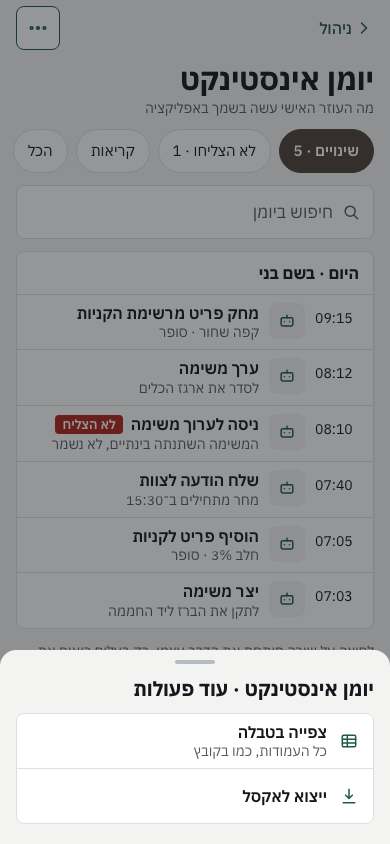 ניהול
יומן אינסטינקט
מה העוזר האישי עשה בשמך באפליקציה
שינויים · 5
לא הצליחו · 1
קריאות
הכל
חיפוש ביומן
היום · בשם בני
09:15
מחק פריט מרשימת הקניות
קפה שחור · סופר
08:12
ערך משימה
לסדר את ארגז הכלים
08:10
ניסה לערוך משימה לא הצליח
המשימה השתנתה בינתיים, לא נשמר
07:40
שלח הודעה לצוות
מחר מתחילים ב־15:30
07:05
הוסיף פריט לקניות
חלב 3% · סופר
07:03
יצר משימה
לתקן את הברז ליד החממה
יומן אינסטינקט · עוד פעולות
צפייה בטבלה
כל העמודות, כמו בקובץ
ייצוא לאקסל